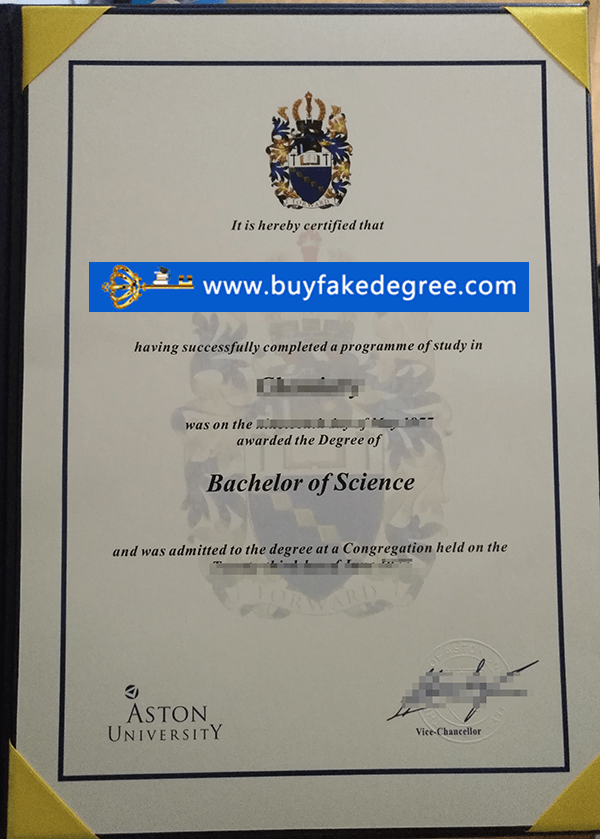 FORWARD
It is hereby certified that
www.buyfakedegree.com
having successfully completed a programme of study in
was on the
awarded the Degree of
Bachelor of Science
and was admitted to the degree at a Congregation held on the
FORWARD
ASTON
UNIVERSITY
Vice-Chancellor